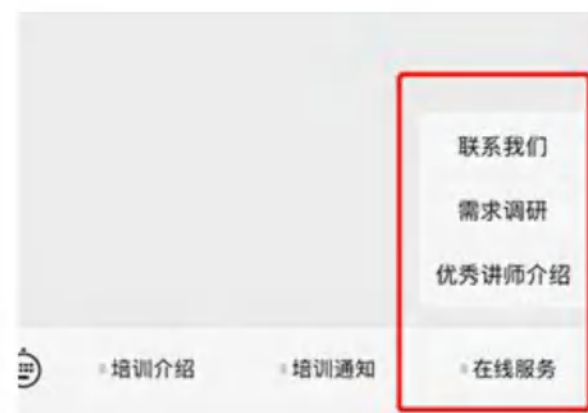 联系我们
需求调研
优秀讲师介绍
培训介绍
培训通知
在线服务